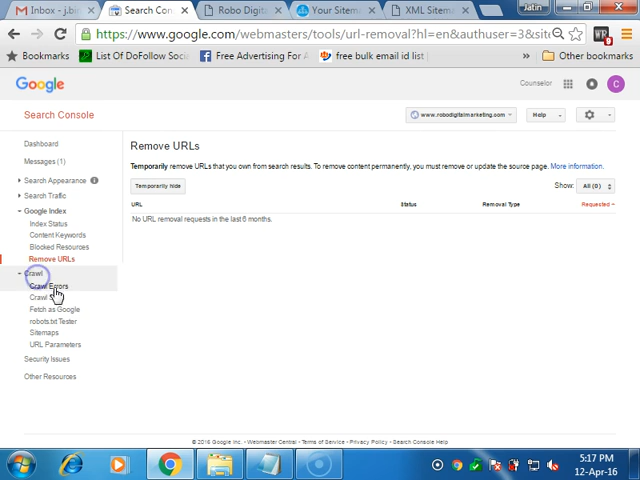 Inbox - j.bin
Search Con
Robo Digit
Your Sitem
XML Sitem
Jatin
https://www.google.com/webmasters/tools/url-removal?hl=en&authuser=3&site
9
Bookmarks
List Of DoFollow Soci
Free Advertising For
free bulk email id list
Other bookmarks
Google
Counselor
C
Search Console
www.robodigitalmarketing.com
Help
Dashboard
Messages (1)
Search Appearance
Search Traffic
Google Index
Index Status
Content Keywords
Blocked Resources
Remove URLs
Crawl
Crawl Errors
Crawl S
Fetch as Google
robots.txt Tester
Sitemaps
URL Parameters
Security Issues
Other Resources
Remove URLs
Temporarily remove URLs that you own from search results. To remove content permanently, you must remove or update the source page. More information.
Temporarily hide
Show: All (0)
URL Status Removal Type Requested
No URL removal requests in the last 6 months.
© 2016 Google Inc. - Webmaster Central - Terms of Service - Privacy Policy - Search Console Help
5:17 PM
12-Apr-16